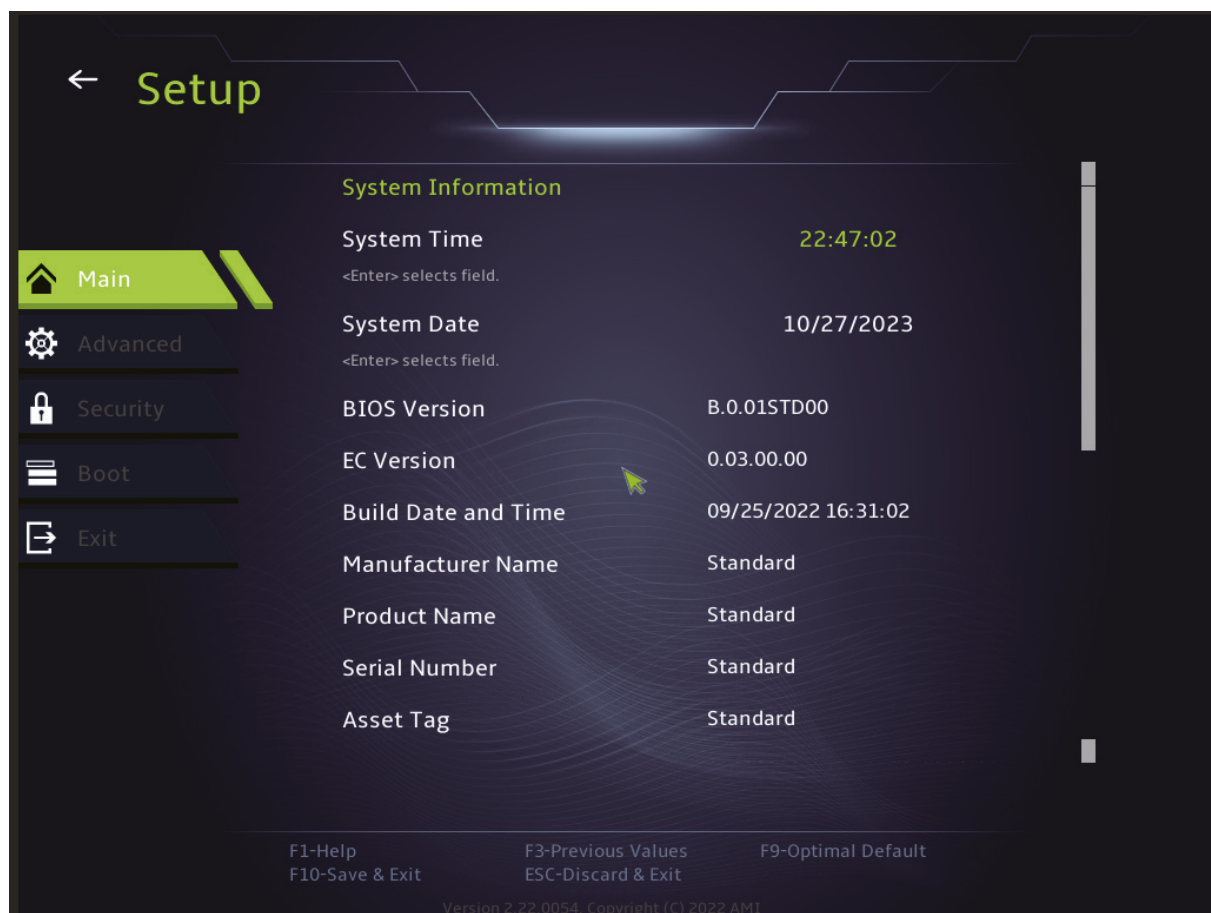 Setup
System Information
System Time 22:47:02
<Enter> selects field.
Main
System Date 10/27/2023
Advanced
<Enter> selects field.
Security
BIOS Version B.0.01STD00
EC Version 0.03.00.00
Boot
Build Date and Time 09/25/2022 16:31:02
Exit
Manufacturer Name Standard
Product Name Standard
Serial Number Standard
Asset Tag Standard
F1-Help F3-Previous Values F9-Optimal Default
F10-Save & Exit ESC-Discard & Exit
Version 2.22.0054. Copyright (C) 2022 AMI